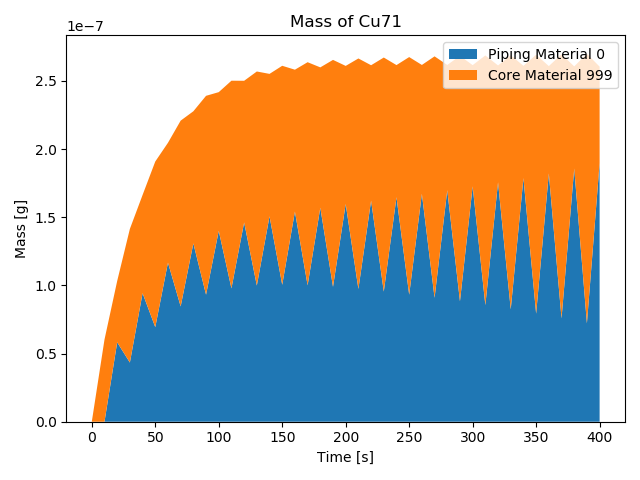 Mass of Cu71
1e−7
Piping Material 0
Core Material 999
2.5
2.0
1.5
1.0
0.5
0.0
Mass [g]
0 50 100 150 200 250 300 350 400
Time [s]